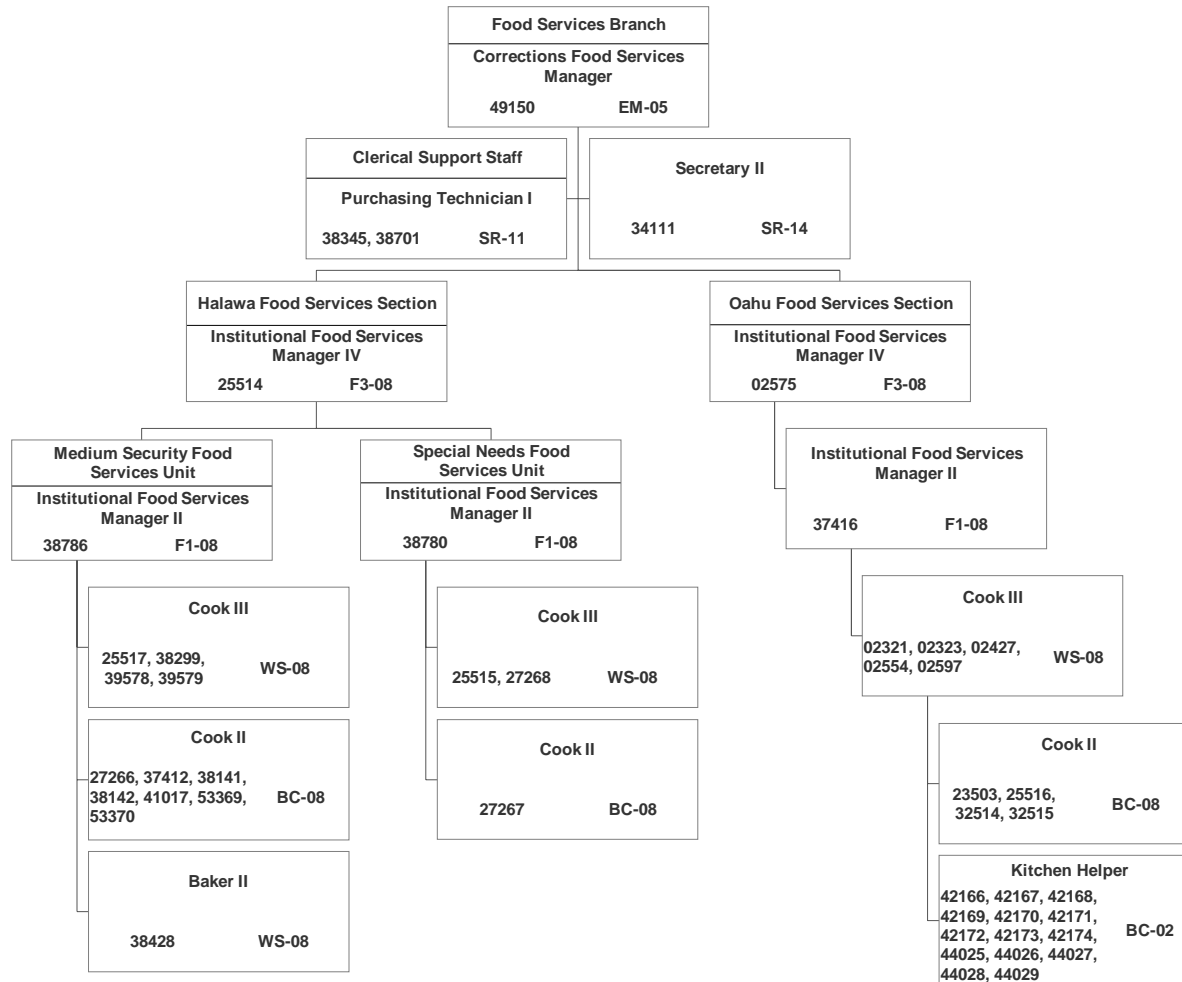 Food Services Branch
Corrections Food Services
Manager
49150 EM-05
Clerical Support Staff
Purchasing Technician I
38345, 38701 SR-11
Secretary II
34111 SR-14
Halawa Food Services Section
Institutional Food Services
Manager IV
25514 F3-08
Oahu Food Services Section
Institutional Food Services
Manager IV
02575 F3-08
Medium Security Food
Services Unit
Institutional Food Services
Manager II
38786 F1-08
Special Needs Food
Services Unit
Institutional Food Services
Manager II
38780 F1-08
Institutional Food Services
Manager II
37416 F1-08
Cook III
25517, 38299,
39578, 39579
WS-08
Cook III
25515, 27268 WS-08
Cook III
02321, 02323, 02427,
02554, 02597
WS-08
Cook II
27266, 37412, 38141,
38142, 41017, 53369,
53370
BC-08
Cook II
27267 BC-08
Cook II
23503, 25516,
32514, 32515
BC-08
Baker II
38428 WS-08
Kitchen Helper
42166, 42167, 42168,
42169, 42170, 42171,
42172, 42173, 42174,
44025, 44026, 44027,
44028, 44029
BC-02